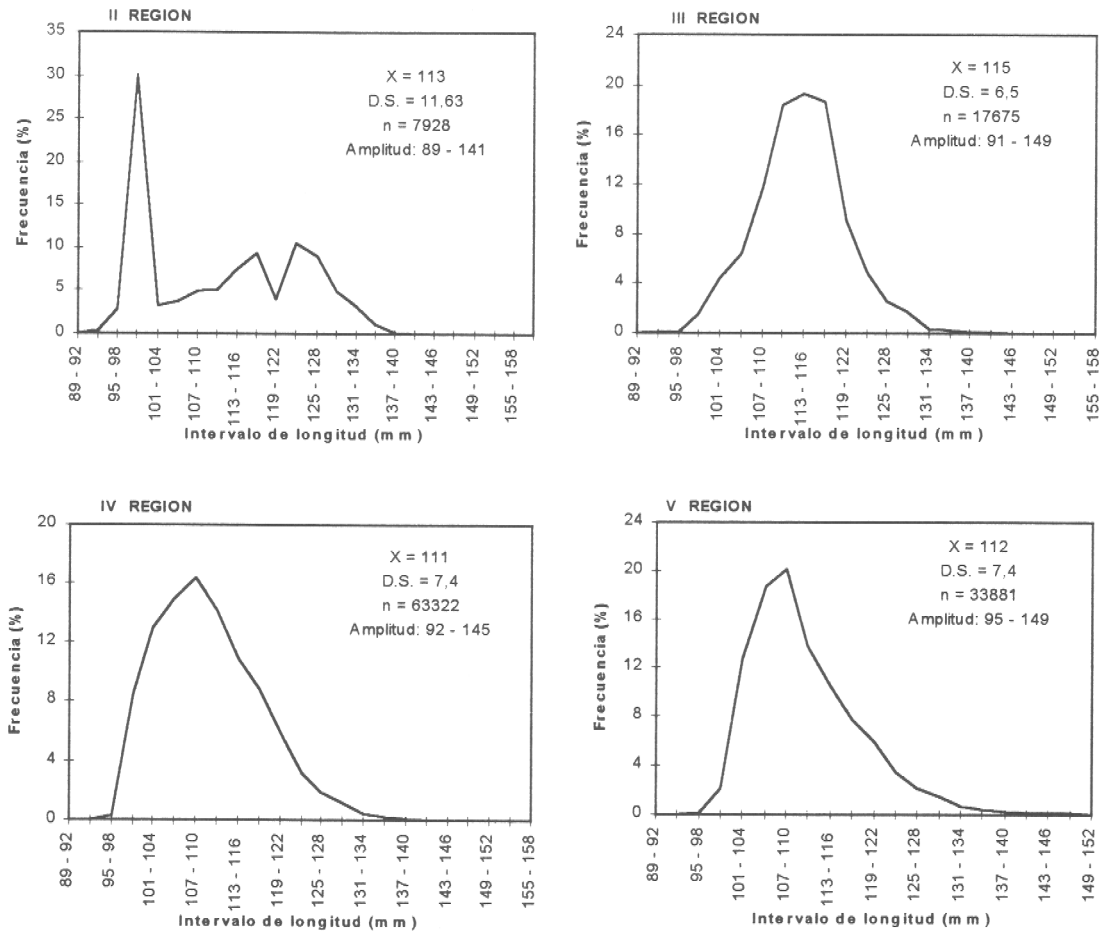 II REGION
35
30
25
20
15
10
5
0
Frecuencia (%)
X = 113
D.S. = 11,63
n = 7928
Amplitud: 89 - 141
89 - 92
95 - 98
101 - 104
107 - 110
113 - 116
119 - 122
125 - 128
131 - 134
137 - 140
143 - 146
149 - 152
155 - 158
Intervalo de longitud (mm)
III REGION
24
20
16
12
8
4
0
Frecuencia (%)
X = 115
D.S. = 6,5
n = 17675
Amplitud: 91 - 149
89 - 92
95 - 98
101 - 104
107 - 110
113 - 116
119 - 122
125 - 128
131 - 134
137 - 140
143 - 146
149 - 152
155 - 158
Intervalo de longitud (mm)
IV REGION
20
16
12
8
4
0
Frecuencia (%)
X = 111
D.S. = 7,4
n = 63322
Amplitud: 92 - 145
89 - 92
95 - 98
101 - 104
107 - 110
113 - 116
119 - 122
125 - 128
131 - 134
137 - 140
143 - 146
149 - 152
155 - 158
Intervalo de longitud (mm)
V REGION
24
20
16
12
8
4
0
Frecuencia (%)
X = 112
D.S. = 7,4
n = 33881
Amplitud: 95 - 149
89 - 92
95 - 98
101 - 104
107 - 110
113 - 116
119 - 122
125 - 128
131 - 134
137 - 140
143 - 146
149 - 152
Intervalo de longitud (mm)